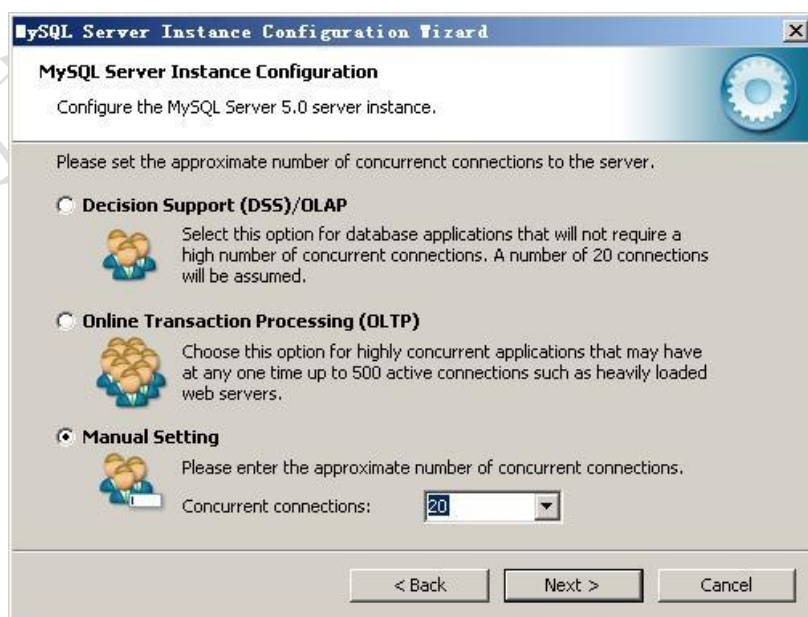 MySQL Server Instance Configuration Wizard
MySQL Server Instance Configuration
Configure the MySQL Server 5.0 server instance.
Please set the approximate number of concurrenct connections to the server.
Decision Support (DSS)/OLAP
Select this option for database applications that will not require a
high number of concurrent connections. A number of 20 connections
will be assumed.
Online Transaction Processing (OLTP)
Choose this option for highly concurrent applications that may have
at any one time up to 500 active connections such as heavily loaded
web servers.
Manual Setting
Please enter the approximate number of concurrent connections.
Concurrent connections: 20
< Back Next > Cancel